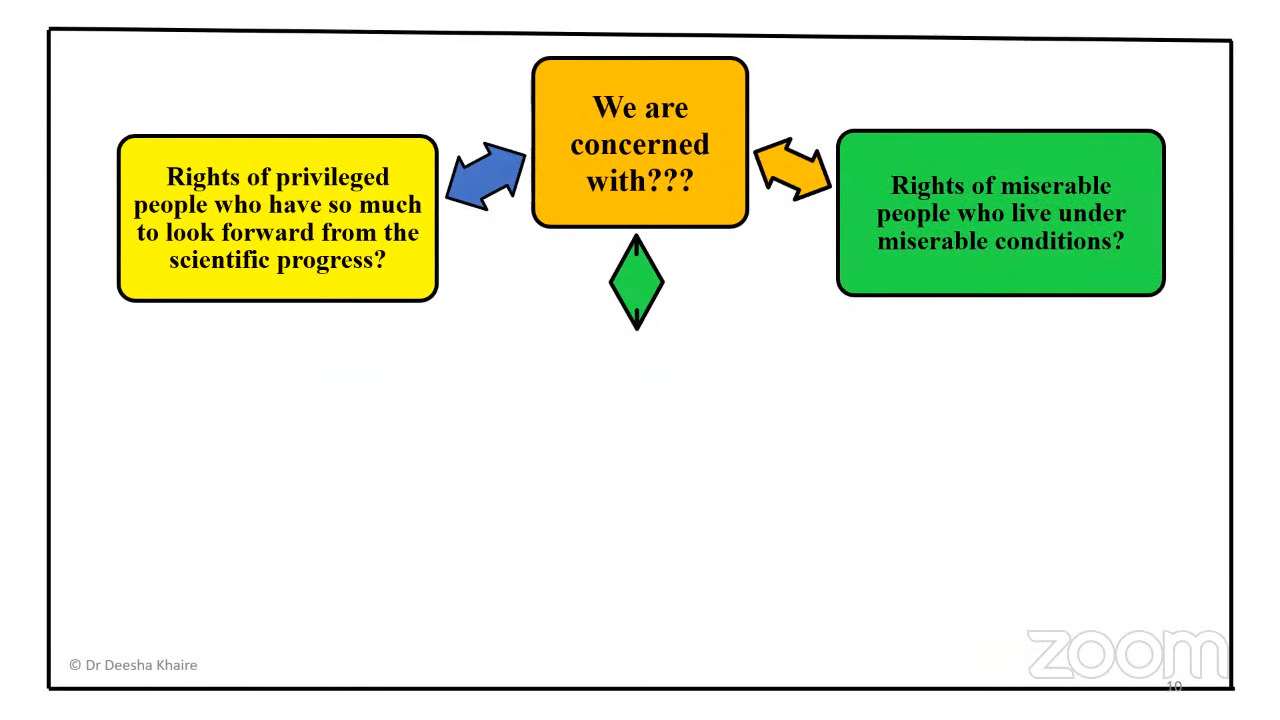 We are
concerned
with???
Rights of privileged
people who have so much
to look forward from the
scientific progress?
Rights of miserable
people who live under
miserable conditions?
© Dr Deesha Khaire
zoom
10